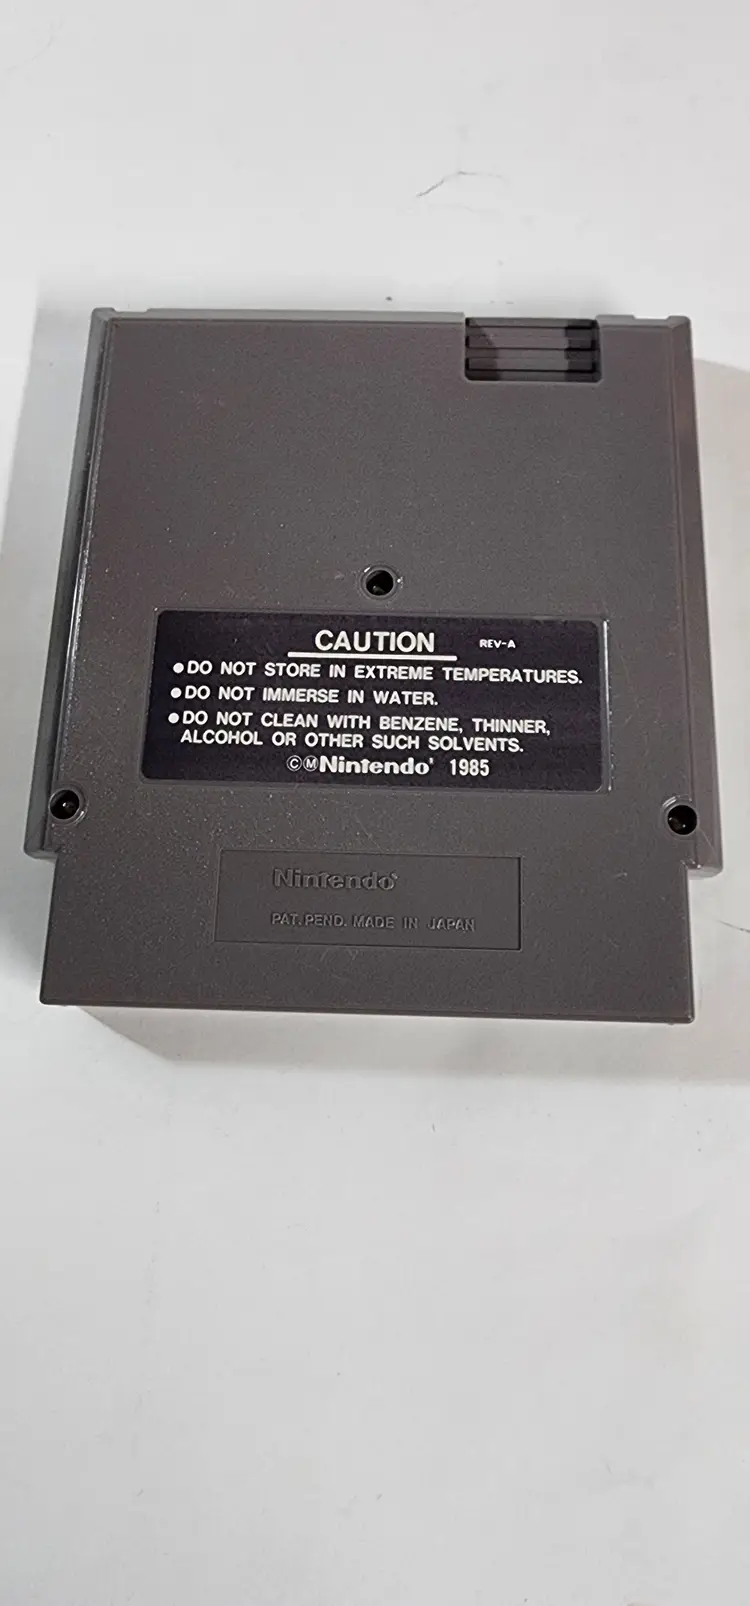 CAUTION REV-A
●DO NOT STORE IN EXTREME TEMPERATURES.
●DO NOT IMMERSE IN WATER.
●DO NOT CLEAN WITH BENZENE, THINNER,
ALCOHOL OR OTHER SUCH SOLVENTS.
©ⓂNintendo® 1985
Nintendo®
PAT. PEND. MADE IN JAPAN